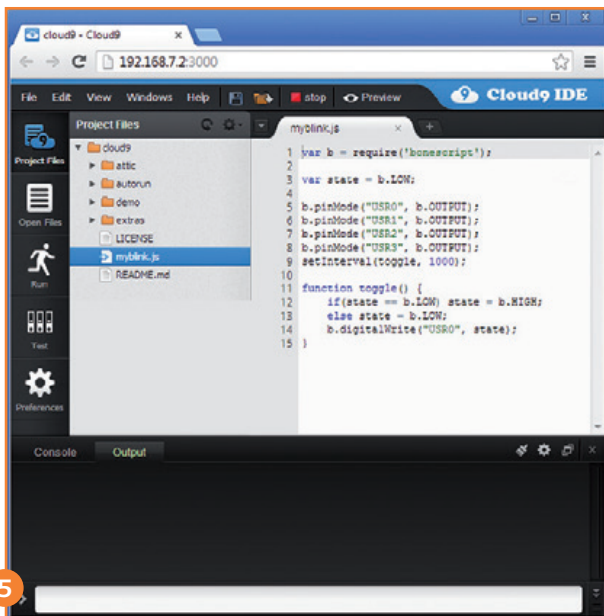 cloud9 - Cloud9
192.168.7.2:3000
File Edit View Windows Help stop Preview Cloud9 IDE
Project Files
Open Files
Run
Test
Preferences
Project Files
cloud9
attic
autorun
demo
extras
LICENSE
myblink.js
README.md
myblink.js
1 var b = require('bonescript');
2
3 var state = b.LOW;
4
5 b.pinMode("USR0", b.OUTPUT);
6 b.pinMode("USR1", b.OUTPUT);
7 b.pinMode("USR2", b.OUTPUT);
8 b.pinMode("USR3", b.OUTPUT);
9 setInterval(toggle, 1000);
10
11 function toggle() {
12     if(state == b.LOW) state = b.HIGH;
13     else state = b.LOW;
14     b.digitalWrite("USR0", state);
15 }
Console Output
5